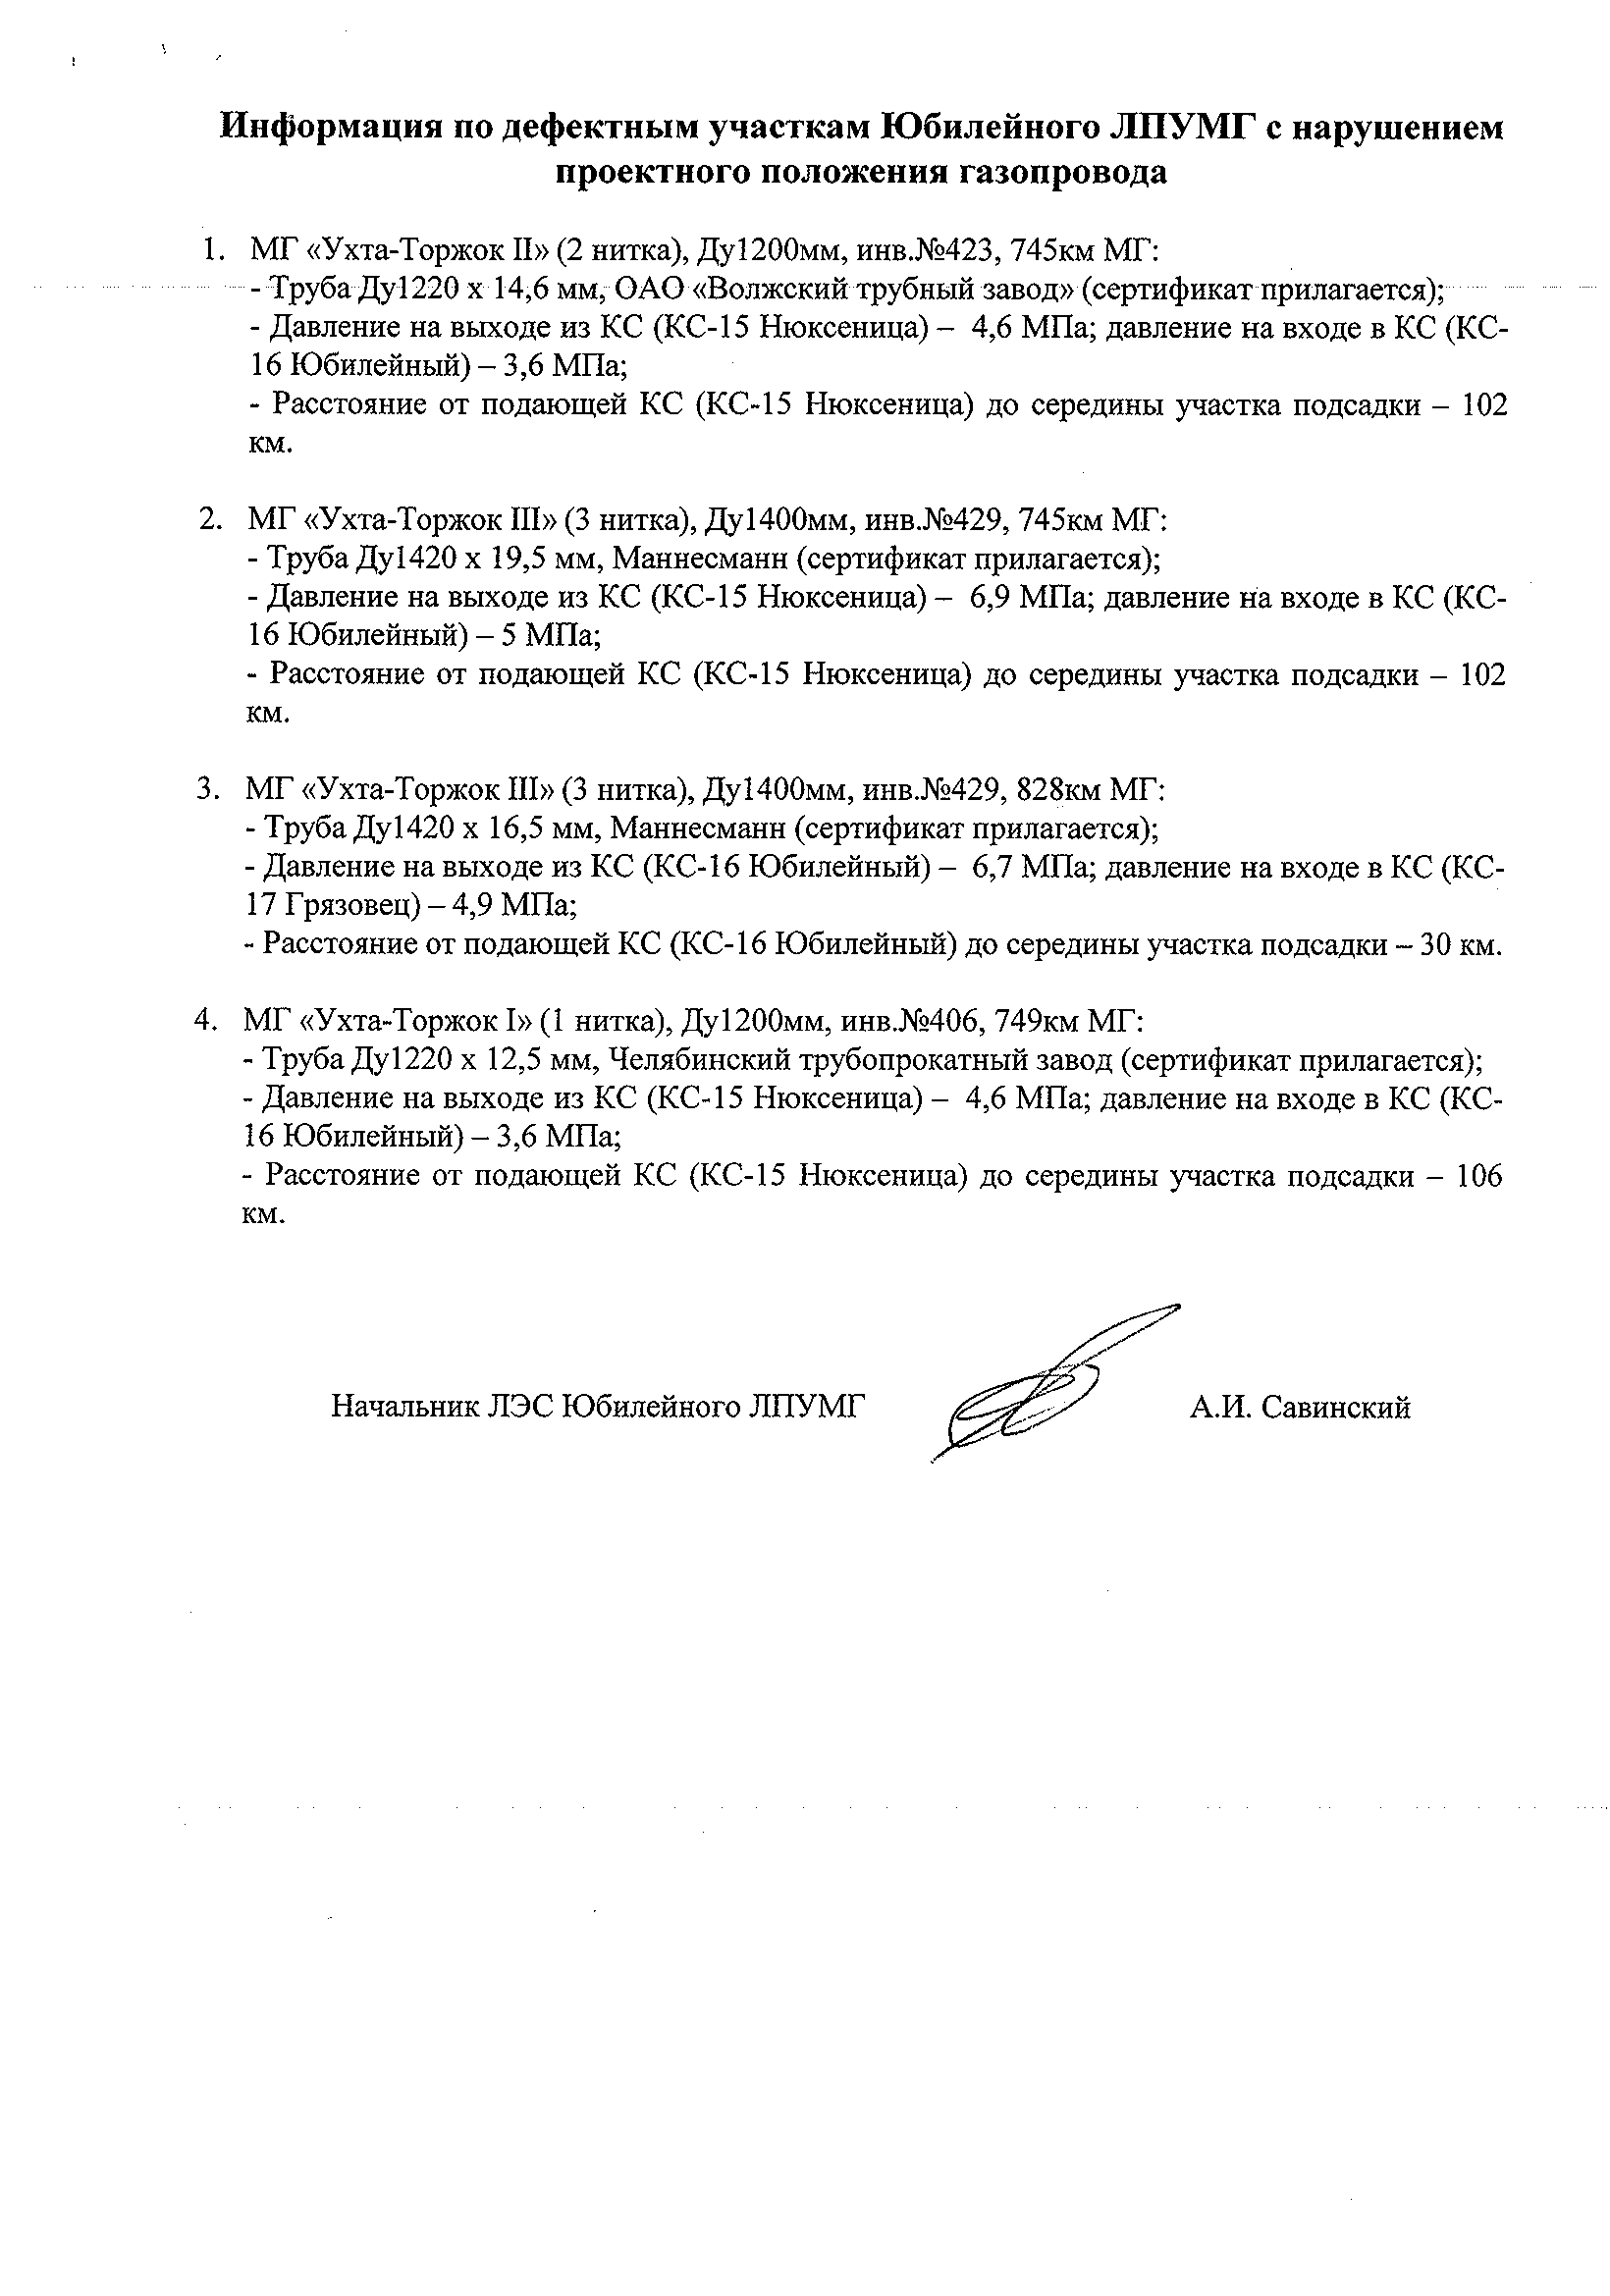 Информация по дефектным участкам Юбилейного ЛПУМГ с нарушением
проектного положения газопровода
1. МГ «Ухта-Торжок II» (2 нитка), Ду1200мм, инв.№423, 745км МГ:
- Труба Ду1220 х 14,6 мм, ОАО «Волжский трубный завод» (сертификат прилагается);
- Давление на выходе из КС (КС-15 Нюксеница) – 4,6 МПа; давление на входе в КС (КС-
16 Юбилейный) – 3,6 МПа;
- Расстояние от подающей КС (КС-15 Нюксеница) до середины участка подсадки – 102
км.
2. МГ «Ухта-Торжок III» (3 нитка), Ду1400мм, инв.№429, 745км МГ:
- Труба Ду1420 х 19,5 мм, Маннесманн (сертификат прилагается);
- Давление на выходе из КС (КС-15 Нюксеница) – 6,9 МПа; давление на входе в КС (КС-
16 Юбилейный) – 5 МПа;
- Расстояние от подающей КС (КС-15 Нюксеница) до середины участка подсадки – 102
км.
3. МГ «Ухта-Торжок III» (3 нитка), Ду1400мм, инв.№429, 828км МГ:
- Труба Ду1420 х 16,5 мм, Маннесманн (сертификат прилагается);
- Давление на выходе из КС (КС-16 Юбилейный) – 6,7 МПа; давление на входе в КС (КС-
17 Грязовец) – 4,9 МПа;
- Расстояние от подающей КС (КС-16 Юбилейный) до середины участка подсадки – 30 км.
4. МГ «Ухта-Торжок I» (1 нитка), Ду1200мм, инв.№406, 749км МГ:
- Труба Ду1220 х 12,5 мм, Челябинский трубопрокатный завод (сертификат прилагается);
- Давление на выходе из КС (КС-15 Нюксеница) – 4,6 МПа; давление на входе в КС (КС-
16 Юбилейный) – 3,6 МПа;
- Расстояние от подающей КС (КС-15 Нюксеница) до середины участка подсадки – 106
км.
Начальник ЛЭС Юбилейного ЛПУМГ А.И. Савинский